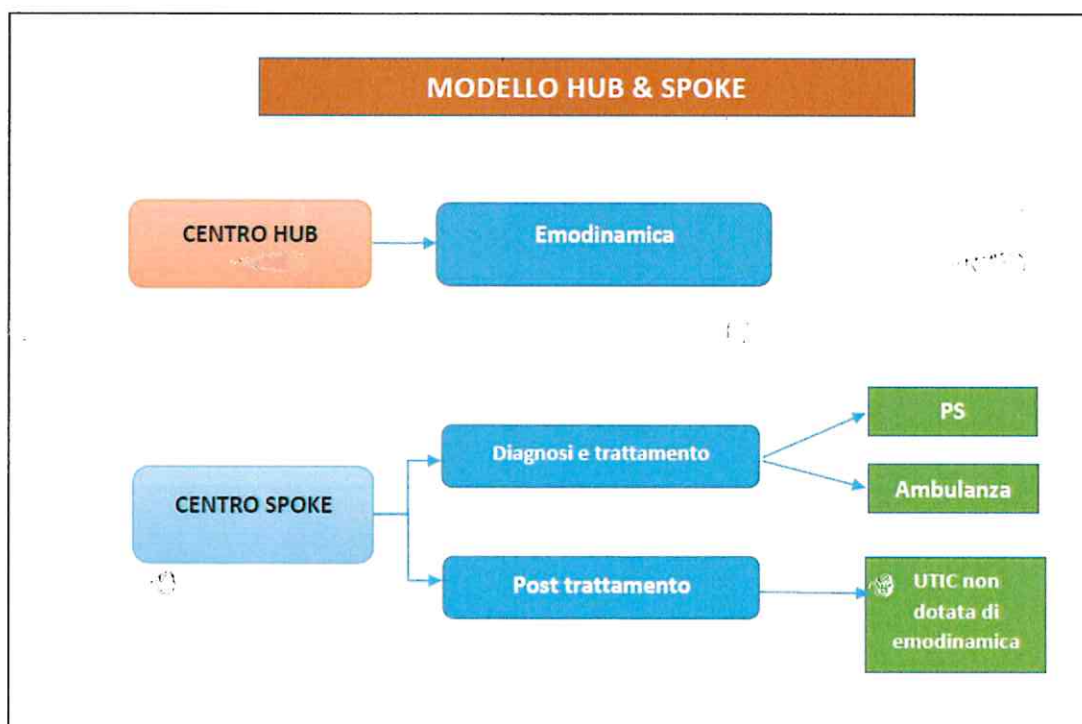 MODELLO HUB & SPOKE
CENTRO HUB
Emodinamica
CENTRO SPOKE
Diagnosi e trattamento
PS
Ambulanza
Post trattamento
UTIC non
dotata di
emodinamica